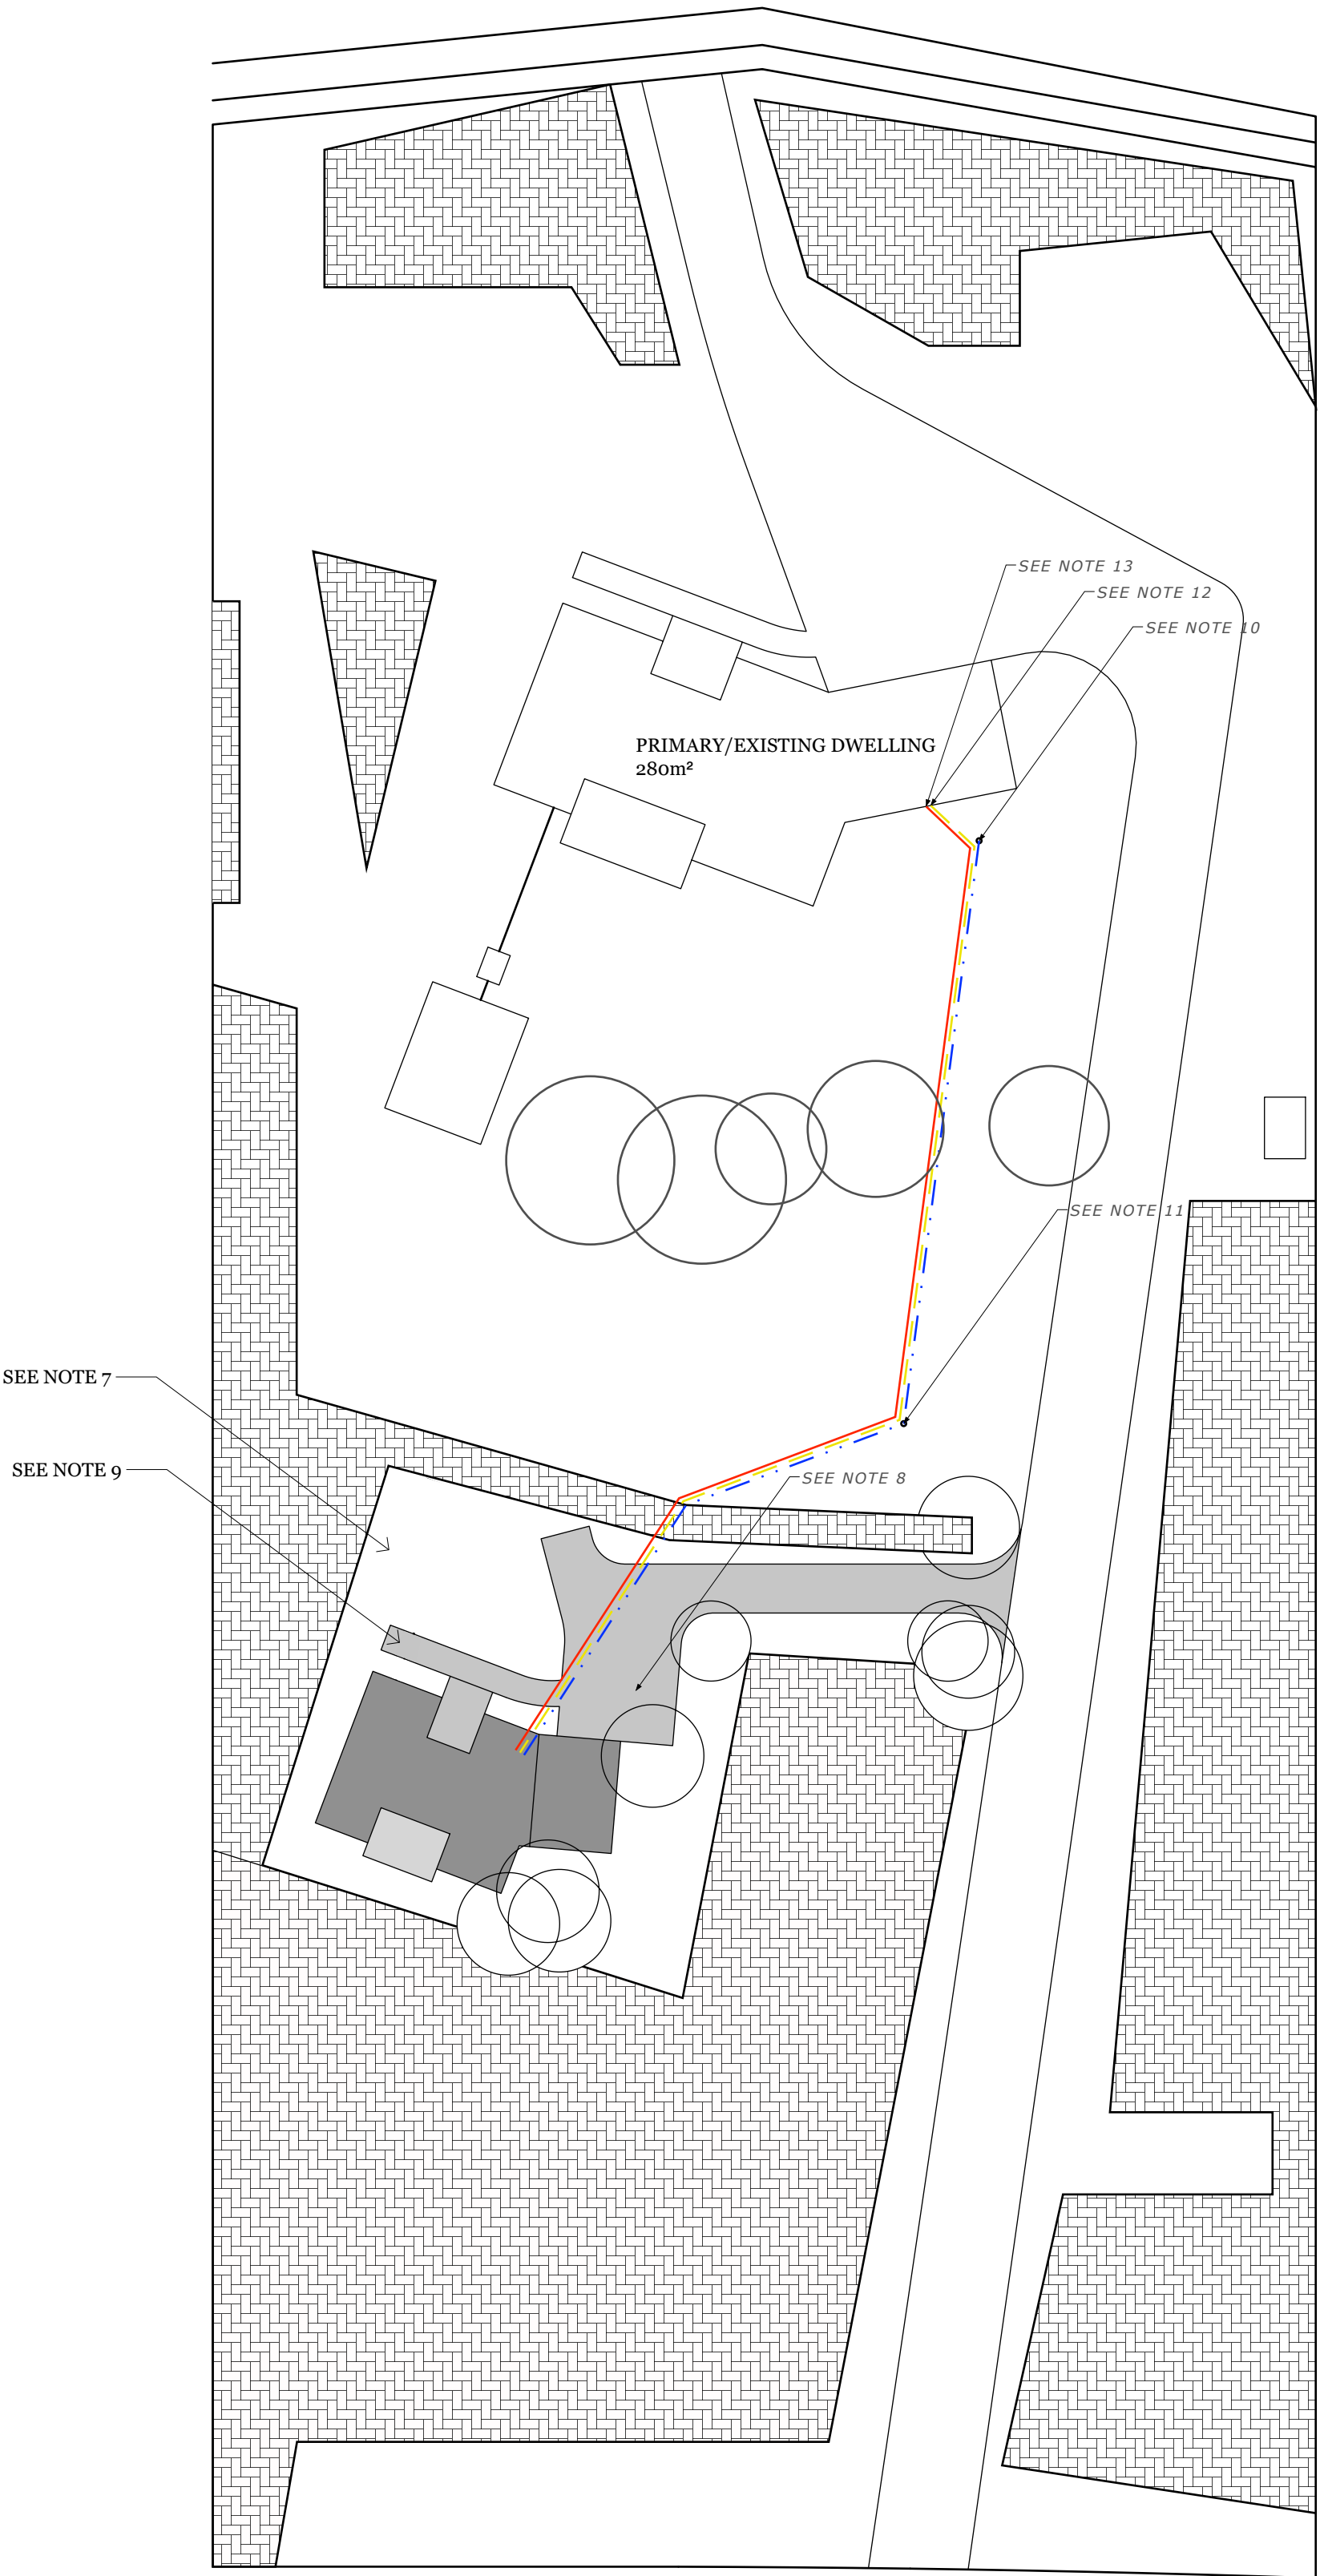 SEE NOTE 13
SEE NOTE 12
SEE NOTE 10
PRIMARY/EXISTING DWELLING
280m²
SEE NOTE 11
SEE NOTE 7
SEE NOTE 9
SEE NOTE 8